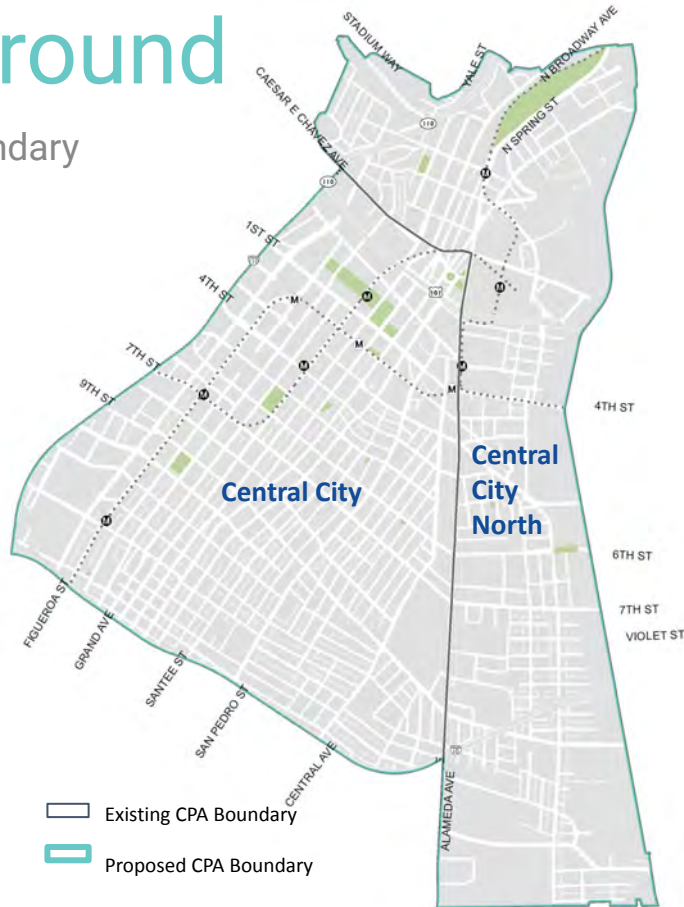 round
ndary
STADIUM WAY
YALE ST
N BROADWAY AVE
CAESAR E CHAVEZ AVE
110
N SPRING ST
M
110
1ST ST
4TH ST
M
M
M
101
7TH ST
M
M
M
M
M
9TH ST
4TH ST
Central City
Central
City
North
M
6TH ST
7TH ST
VIOLET ST
FIGUEROA ST
GRAND AVE
SANTEE ST
SAN PEDRO ST
CENTRAL AVE
ALAMEDA AVE
Existing CPA Boundary
Proposed CPA Boundary